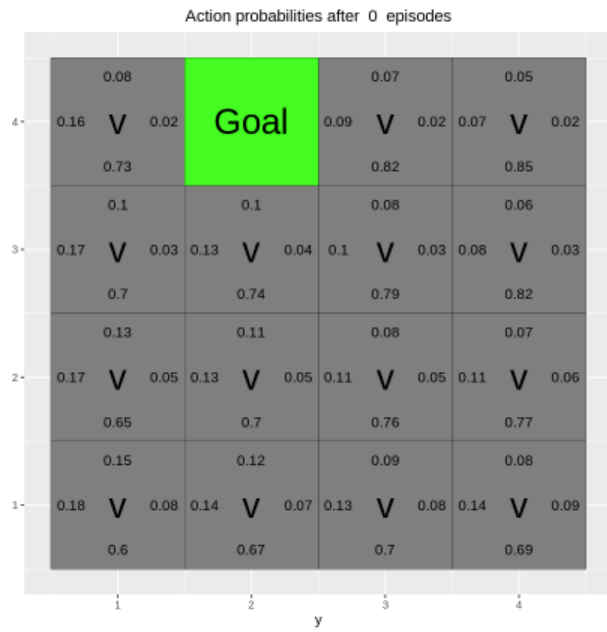 Action probabilities after 0 episodes
0.08 0.07 0.05
4 0.16 V 0.02 Goal 0.09 V 0.02 0.07 V 0.02
0.73 0.82 0.85
0.1 0.1 0.08 0.06
3 0.17 V 0.03 0.13 V 0.04 0.1 V 0.03 0.08 V 0.03
0.7 0.74 0.79 0.82
0.13 0.11 0.08 0.07
2 0.17 V 0.05 0.13 V 0.05 0.11 V 0.05 0.11 V 0.06
0.65 0.7 0.76 0.77
0.15 0.12 0.09 0.08
1 0.18 V 0.08 0.14 V 0.07 0.13 V 0.08 0.14 V 0.09
0.6 0.67 0.7 0.69
1 2 3 4
y